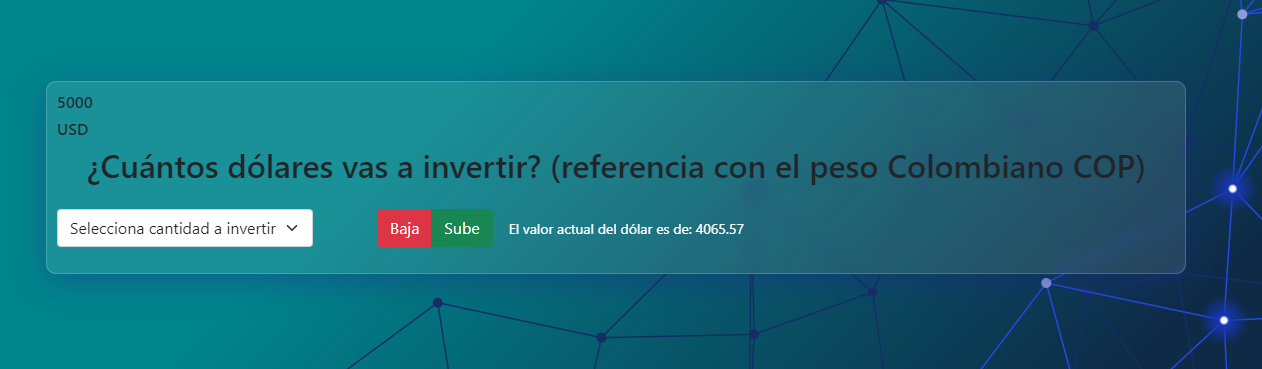 5000
USD
¿Cuántos dólares vas a invertir? (referencia con el peso Colombiano COP)
Selecciona cantidad a invertir Baja Sube El valor actual del dólar es de: 4065.57